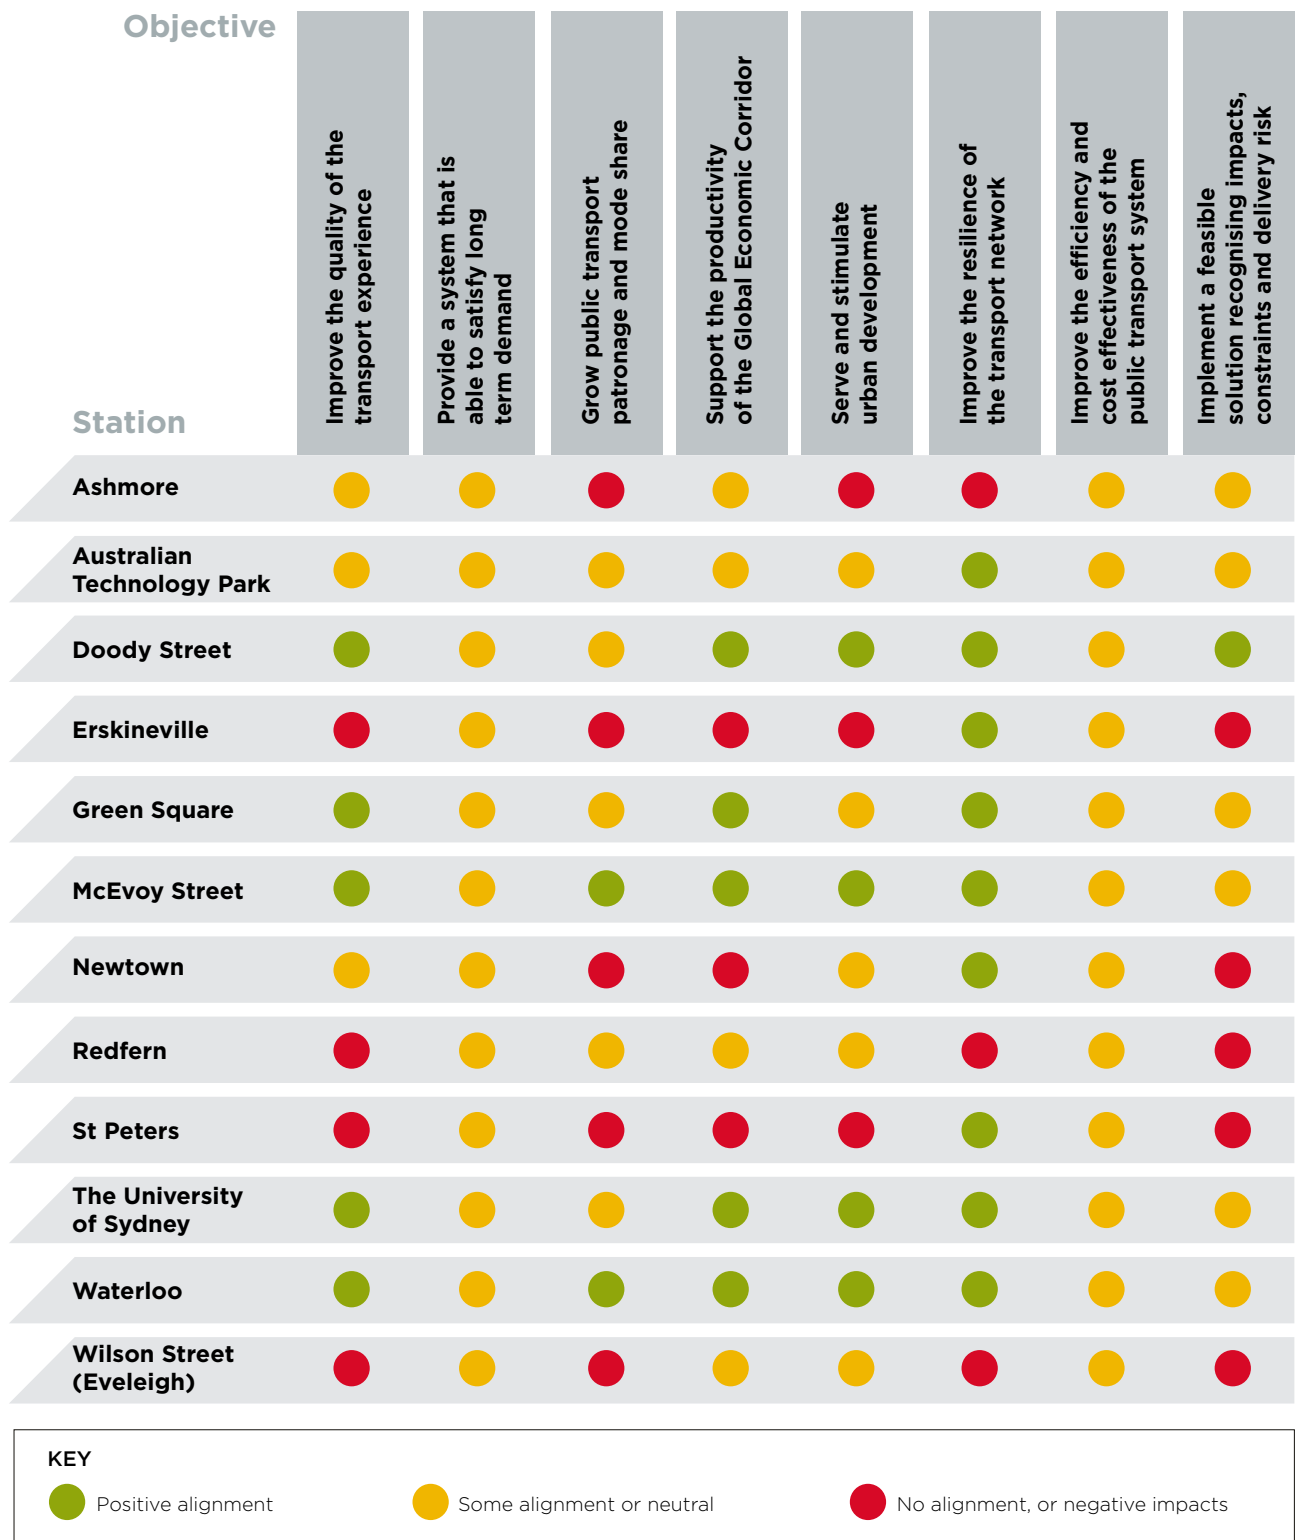 Objective
Improve the quality of the
transport experience
Provide a system that is
able to satisfy long
term demand
Grow public transport
patronage and mode share
Support the productivity
of the Global Economic Corridor
Serve and stimulate
urban development
Improve the resilience of
the transport network
Improve the efficiency and
cost effectiveness of the
public transport system
Implement a feasible
solution recognising impacts,
constraints and delivery risk
Station
Ashmore
Australian
Technology Park
Doody Street
Erskineville
Green Square
McEvoy Street
Newtown
Redfern
St Peters
The University
of Sydney
Waterloo
Wilson Street
(Eveleigh)
KEY
Positive alignment
Some alignment or neutral
No alignment, or negative impacts